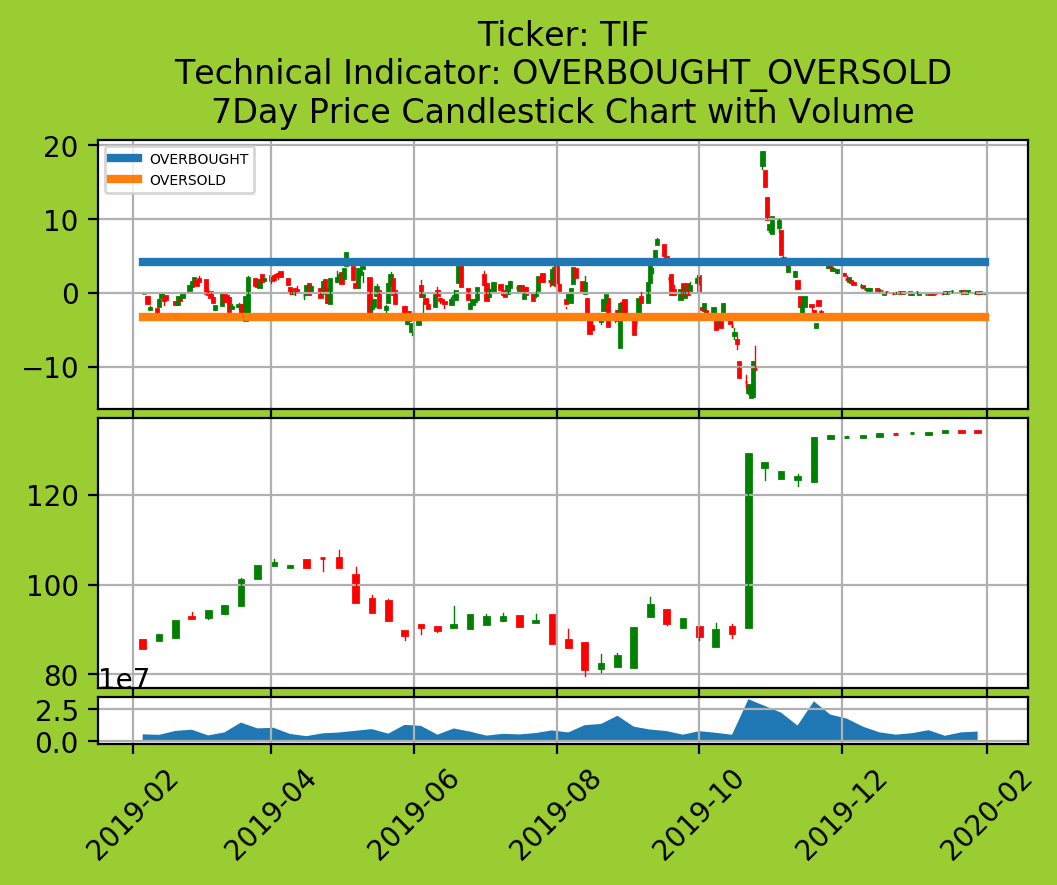 Ticker: TIF
Technical Indicator: OVERBOUGHT_OVERSOLD
7Day Price Candlestick Chart with Volume
20
10
0
−10
OVERBOUGHT
OVERSOLD
120
100
80
1e7
2.5
0.0
2019-02
2019-04
2019-06
2019-08
2019-10
2019-12
2020-02